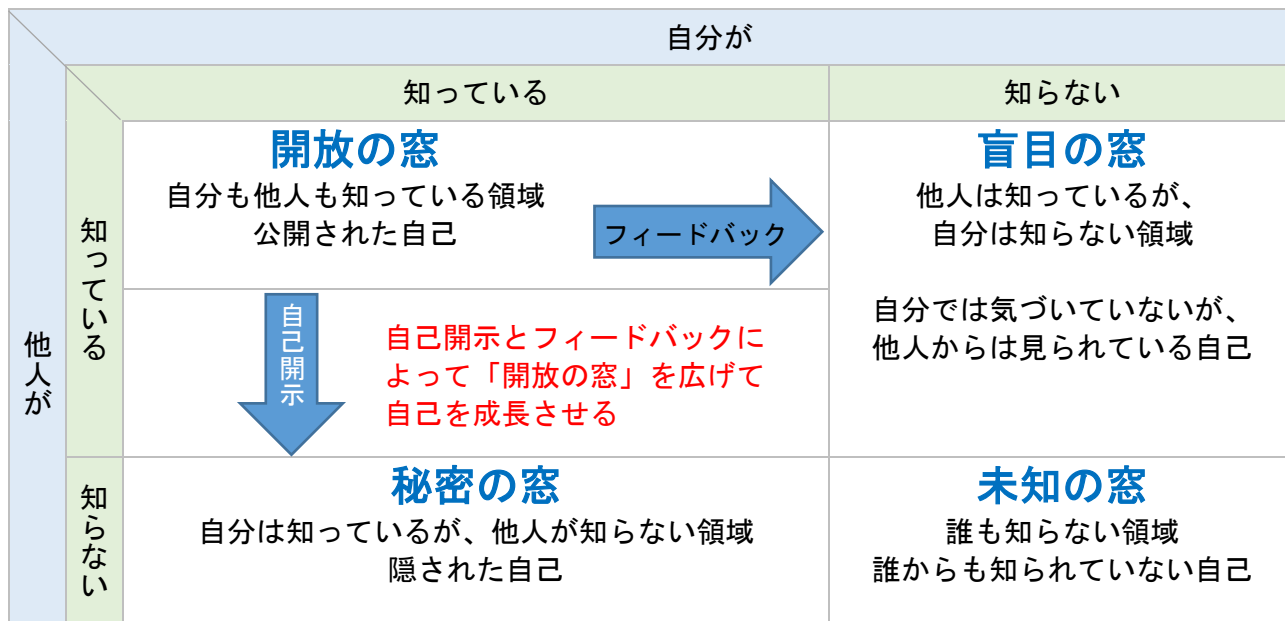 自分が
知っている
知らない
他人が
知っている
開放の窓
自分も他人も知っている領域
公開された自己
フィードバック
盲目の窓
他人は知っているが、
自分は知らない領域
自分では気づいていないが、
他人からは見られている自己
自己開示
自己開示とフィードバックに
よって「開放の窓」を広げて
自己を成長させる
知らない
秘密の窓
自分は知っているが、他人が知らない領域
隠された自己
未知の窓
誰も知らない領域
誰からも知られていない自己